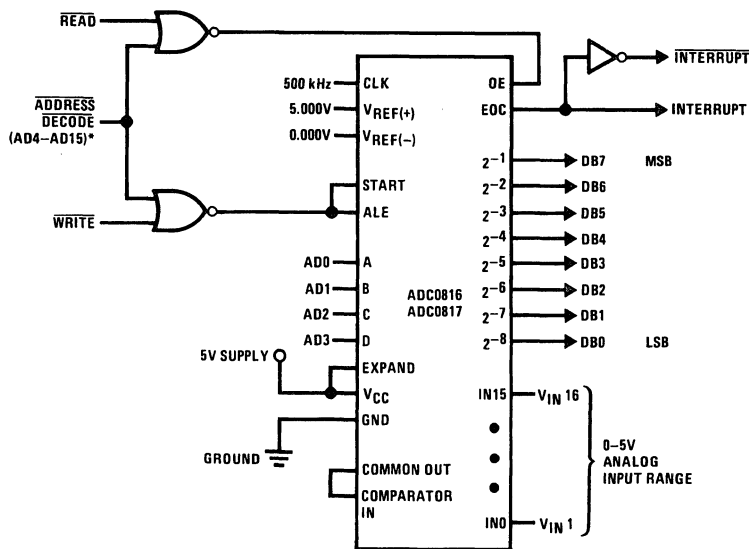 READ
ADDRESS
DECODE
(AD4–AD15)*
WRITE
500 kHz
CLK
5.000V
VREF(+)
0.000V
VREF(–)
START
ALE
AD0
A
AD1
B
AD2
C
AD3
D
5V SUPPLY
EXPAND
VCC
GND
GROUND
COMMON OUT
COMPARATOR
IN
ADC0816
ADC0817
OE
EOC
INTERRUPT
INTERRUPT
2–1 DB7 MSB
2–2 DB6
2–3 DB5
2–4 DB4
2–5 DB3
2–6 DB2
2–7 DB1
2–8 DB0 LSB
IN15 VIN 16
0–5V
ANALOG
INPUT RANGE
IN0 VIN 1